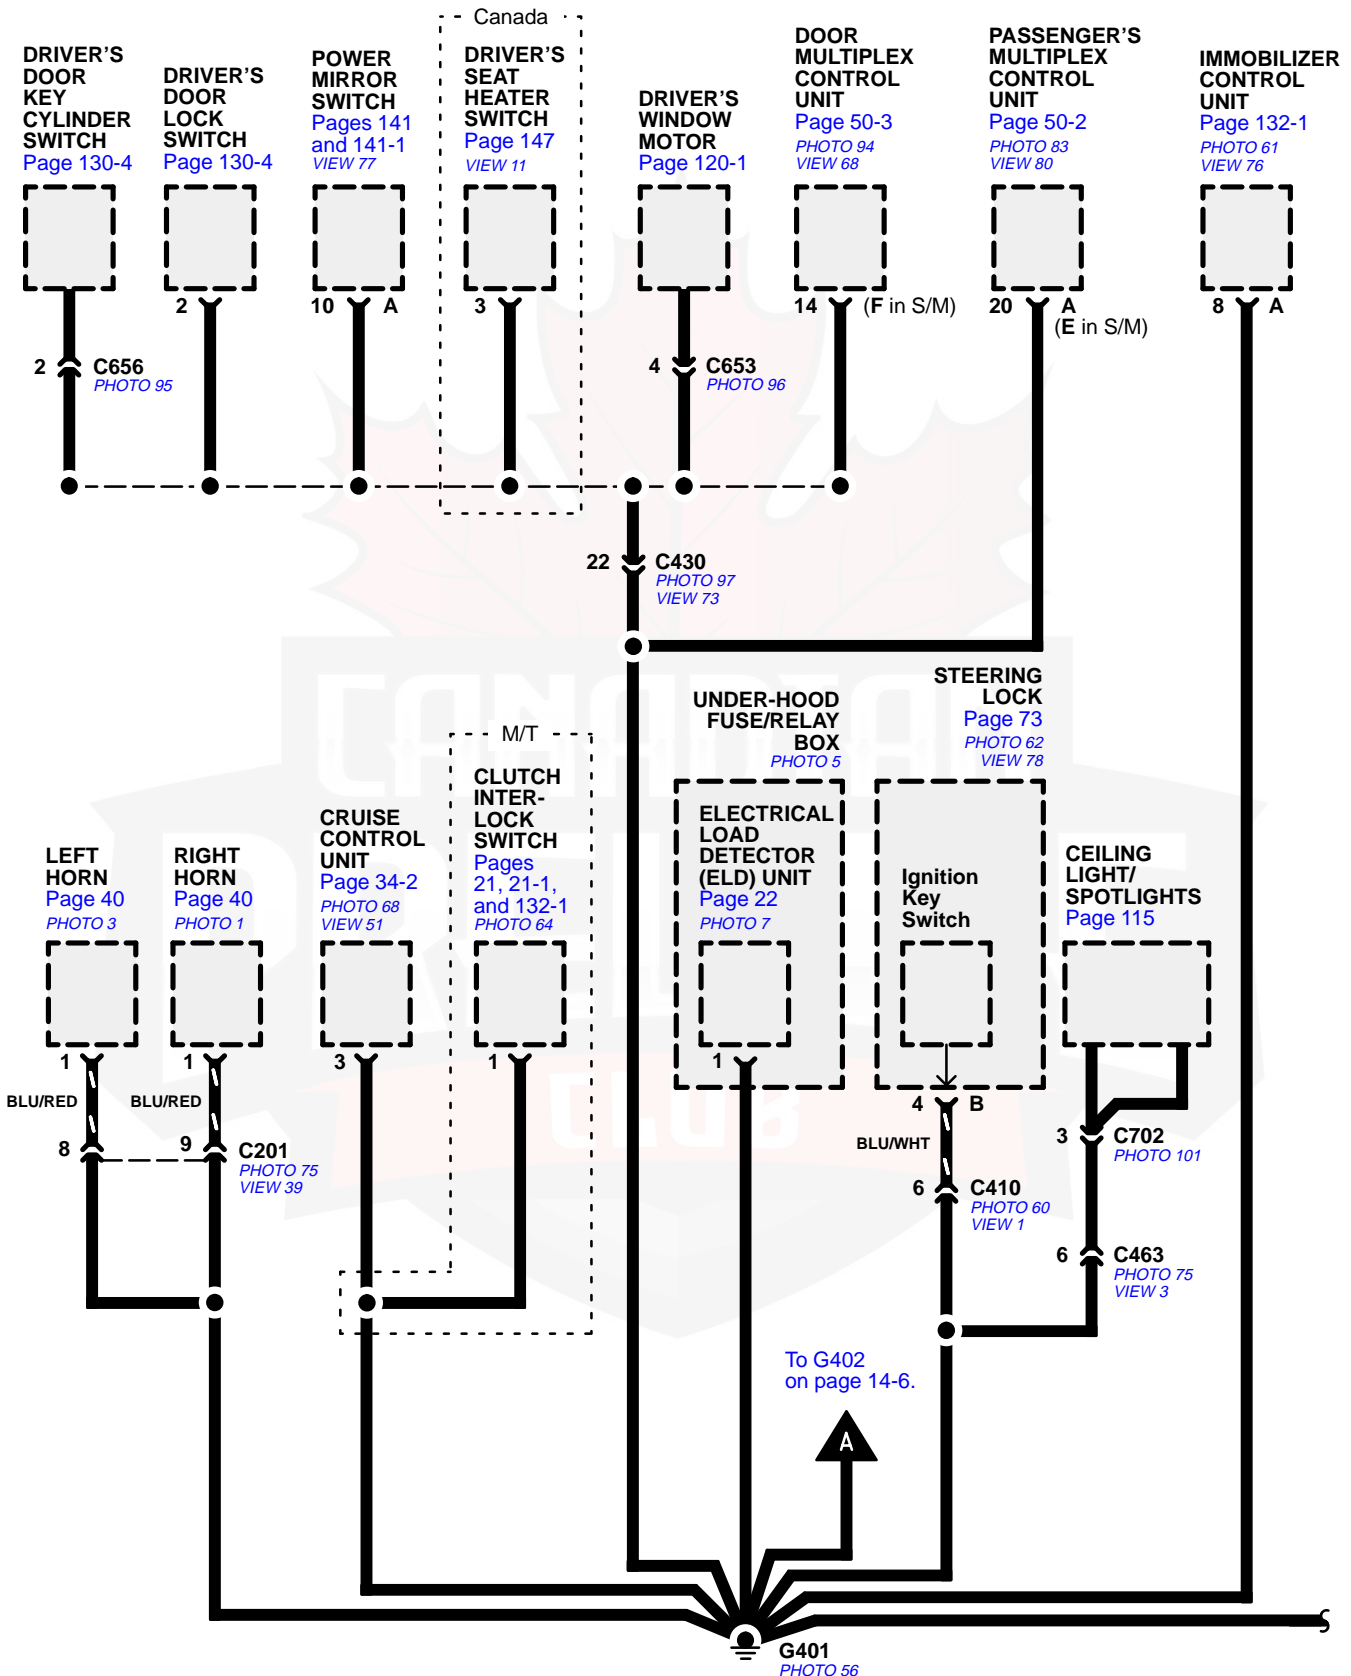 Canada
DRIVER'S
DOOR
KEY
CYLINDER
SWITCH
Page 130-4
DRIVER'S
DOOR
LOCK
SWITCH
Page 130-4
POWER
MIRROR
SWITCH
Pages 141
and 141-1
VIEW 77
DRIVER'S
SEAT
HEATER
SWITCH
Page 147
VIEW 11
DRIVER'S
WINDOW
MOTOR
Page 120-1
DOOR
MULTIPLEX
CONTROL
UNIT
Page 50-3
PHOTO 94
VIEW 68
PASSENGER'S
MULTIPLEX
CONTROL
UNIT
Page 50-2
PHOTO 83
VIEW 80
IMMOBILIZER
CONTROL
UNIT
Page 132-1
PHOTO 61
VIEW 76
2
10 A
3
14 (F in S/M)
20 A
(E in S/M)
8 A
2 C656
PHOTO 95
4 C653
PHOTO 96
22 C430
PHOTO 97
VIEW 73
CANADIAN
PRELUDES
CLUB
LEFT
HORN
Page 40
PHOTO 3
RIGHT
HORN
Page 40
PHOTO 1
CRUISE
CONTROL
UNIT
Page 34-2
PHOTO 68
VIEW 51
M/T
CLUTCH
INTER-
LOCK
SWITCH
Pages
21, 21-1,
and 132-1
PHOTO 64
UNDER-HOOD
FUSE/RELAY
BOX
PHOTO 5
ELECTRICAL
LOAD
DETECTOR
(ELD) UNIT
Page 22
PHOTO 7
STEERING
LOCK
Page 73
PHOTO 62
VIEW 78
Ignition
Key
Switch
CEILING
LIGHT/
SPOTLIGHTS
Page 115
1
1
3
1
1
4 B
BLU/RED
BLU/RED
BLU/WHT
8
9 C201
PHOTO 75
VIEW 39
6 C410
PHOTO 60
VIEW 1
3 C702
PHOTO 101
6 C463
PHOTO 75
VIEW 3
To G402
on page 14-6.
A
G401
PHOTO 56